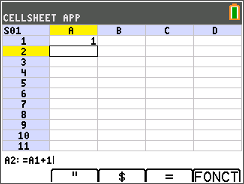 CELLSHEET APP
S01 A B C D
1 1
2
3
4
5
6
7
8
9
10
11
A2: =A1+1
" $ = FONCT